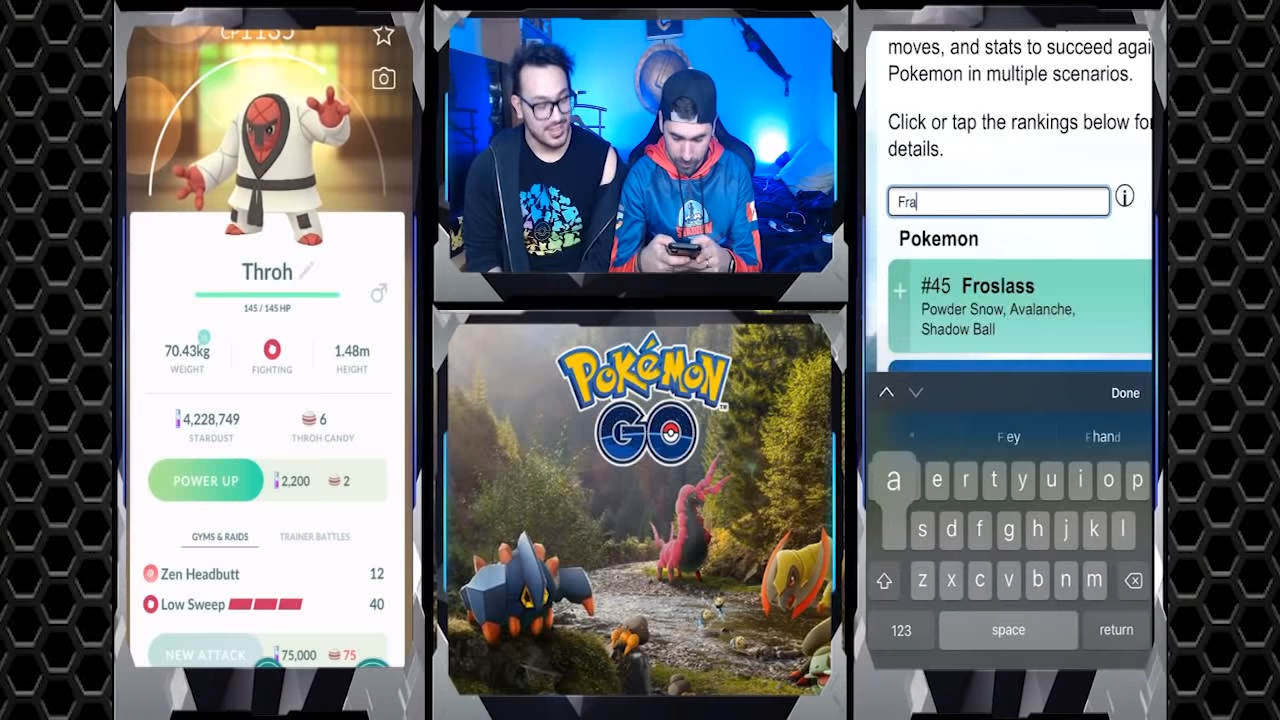 CP1135
Throh
145 / 145 HP
70.43kg
WEIGHT
FIGHTING
1.48m
HEIGHT
4,228,749
STARDUST
6
THROH CANDY
POWER UP
2,200
2
GYMS & RAIDS
TRAINER BATTLES
Zen Headbutt
12
Low Sweep
40
NEW ATTACK
75,000
75
POKÉMON
GO
moves, and stats to succeed agai
Pokemon in multiple scenarios.
Click or tap the rankings below for
details.
Fra
Pokemon
#45 Froslass
Powder Snow, Avalanche,
Shadow Ball
Done
Fey
Fhand
a e r t y u i o p
s d f g h j k l
z x c v b n m
123
space
return